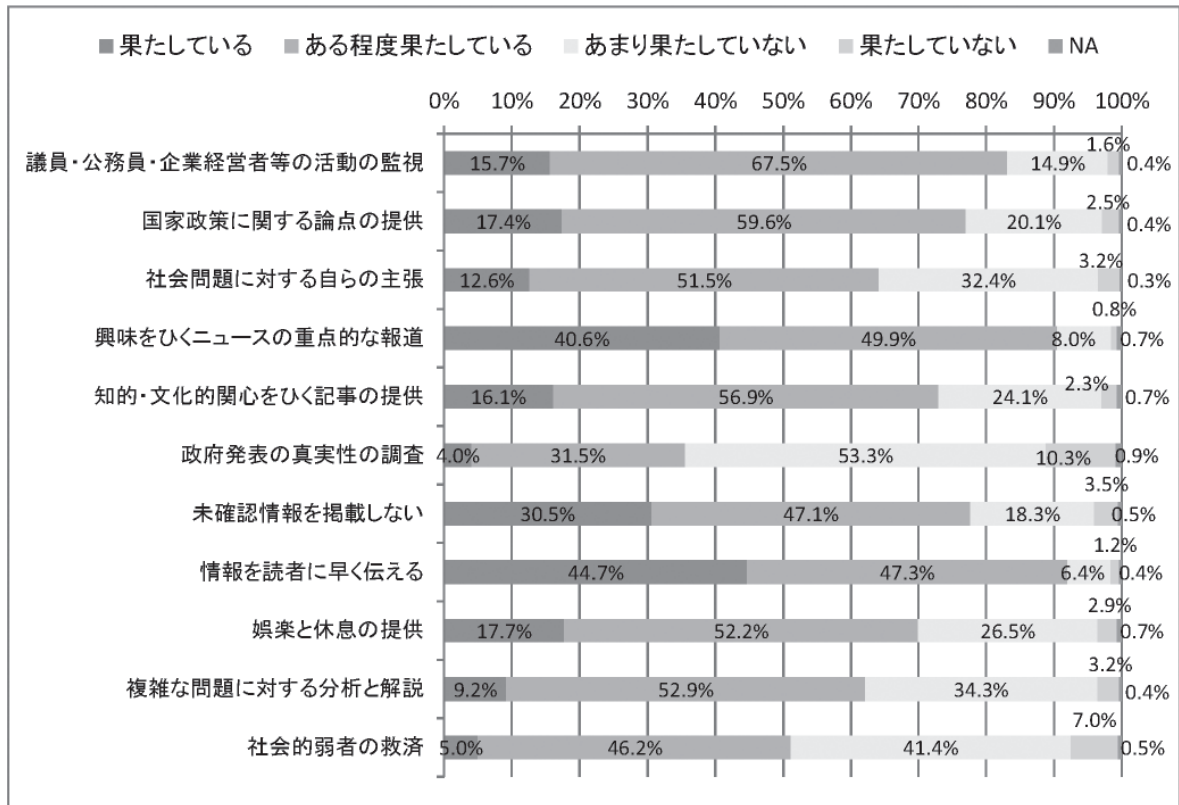 果たしている ある程度果たしている あまり果たしていない 果たしていない NA
0% 10% 20% 30% 40% 50% 60% 70% 80% 90% 100%
議員・公務員・企業経営者等の活動の監視 15.7% 67.5% 14.9% 1.6% 0.4%
国家政策に関する論点の提供 17.4% 59.6% 20.1% 2.5% 0.4%
社会問題に対する自らの主張 12.6% 51.5% 32.4% 3.2% 0.3%
興味をひくニュースの重点的な報道 40.6% 49.9% 8.0% 0.8% 0.7%
知的・文化的関心をひく記事の提供 16.1% 56.9% 24.1% 2.3% 0.7%
政府発表の真実性の調査 4.0% 31.5% 53.3% 10.3% 0.9%
未確認情報を掲載しない 30.5% 47.1% 18.3% 3.5% 0.5%
情報を読者に早く伝える 44.7% 47.3% 6.4% 1.2% 0.4%
娯楽と休息の提供 17.7% 52.2% 26.5% 2.9% 0.7%
複雑な問題に対する分析と解説 9.2% 52.9% 34.3% 3.2% 0.4%
社会的弱者の救済 5.0% 46.2% 41.4% 7.0% 0.5%